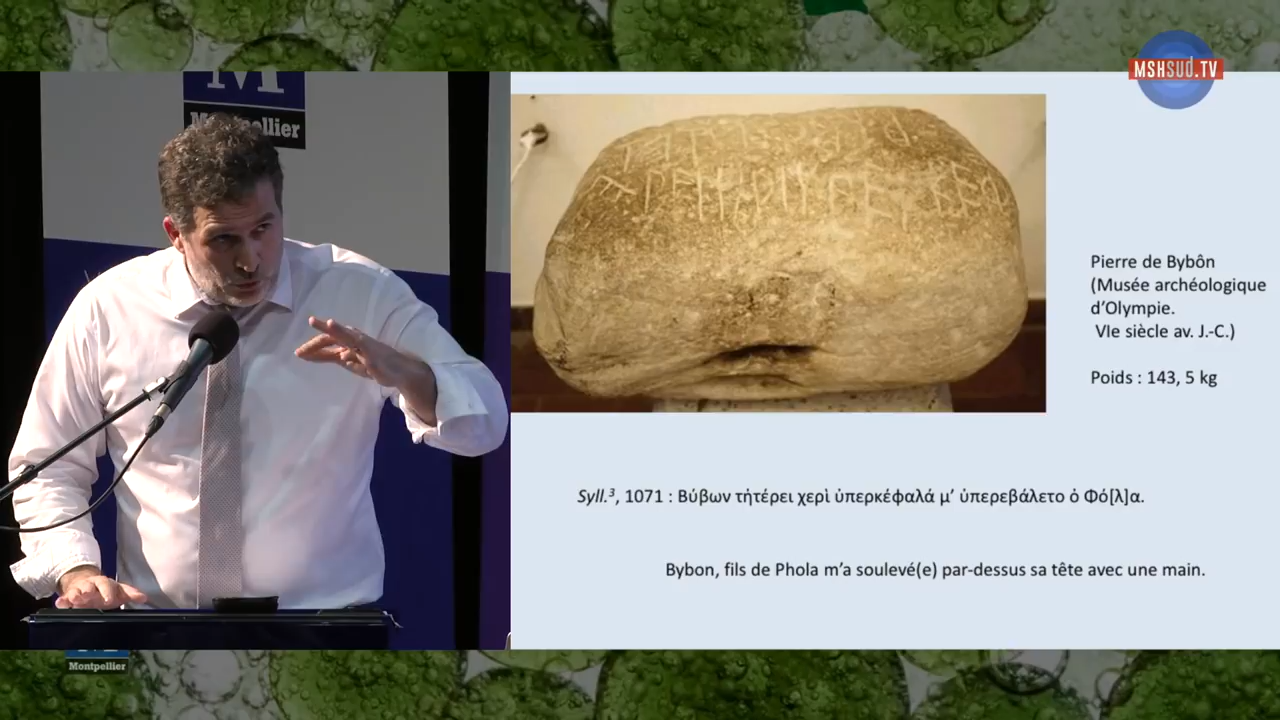 MSHSUD.TV
M
Montpellier
Pierre de Bybôn
(Musée archéologique
d’Olympie.
VIe siècle av. J.-C.)
Poids : 143, 5 kg
Syll.³, 1071 : Βύβων τἠτέρει χερὶ ὑπερκέφαλά μ’ ὑπερεβάλετο ὁ Φό[λ]α.
Bybon, fils de Phola m’a soulevé(e) par-dessus sa tête avec une main.
Montpellier